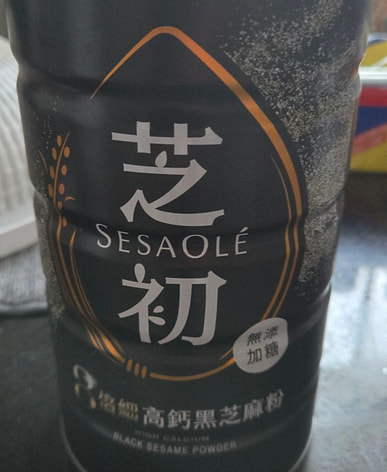 芝
SESAOLÉ
初
無添
加糖
8倍細高鈣黑芝麻粉
HIGH CALCIUM
BLACK SESAME POWDER